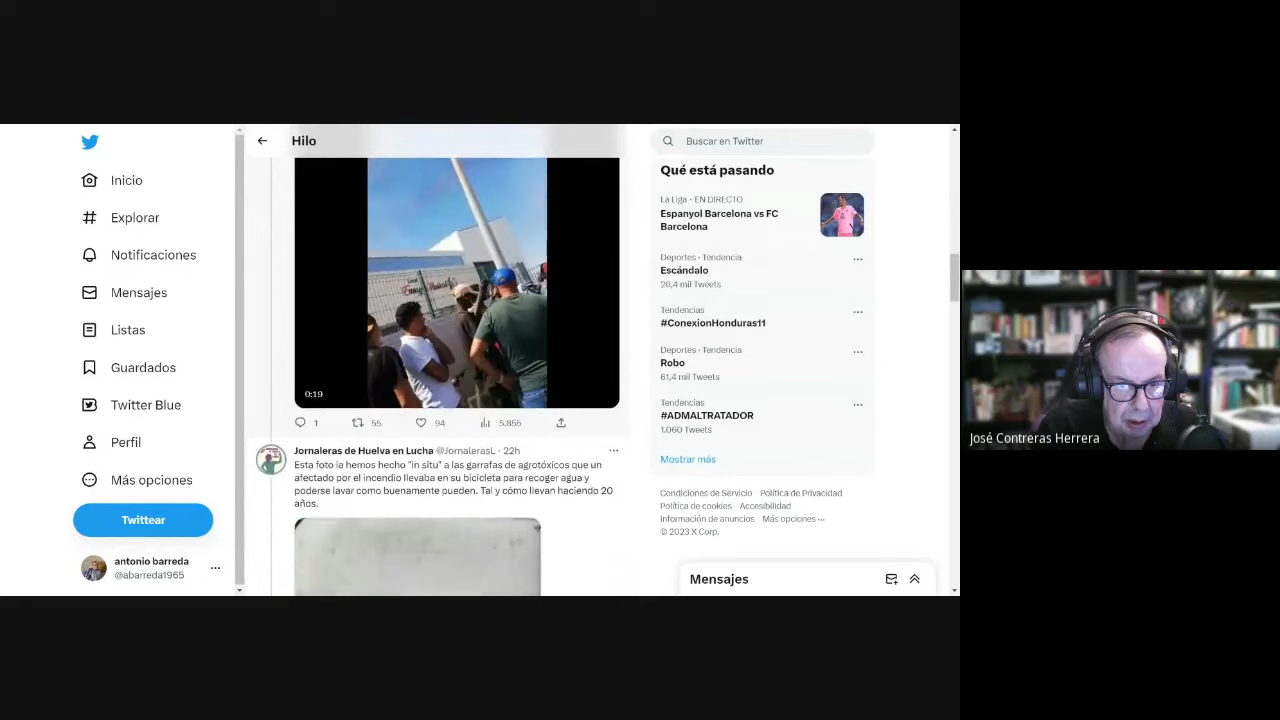 Inicio
Explorar
Notificaciones
Mensajes
Listas
Guardados
Twitter Blue
Perfil
Más opciones
Twittear
antonio barreda
@abarreda1965
Hilo
0:19
1 55 94 5.855
Jornaleras de Huelva en Lucha @JornalerasL · 22h
Esta foto la hemos hecho "in situ" a las garrafas de agrotóxicos que un
afectado por el incendio llevaba en su bicicleta para recoger agua y
poderse lavar como buenamente pueden. Tal y cómo llevan haciendo 20
años.
Buscar en Twitter
Qué está pasando
La Liga · EN DIRECTO
Espanyol Barcelona vs FC
Barcelona
Deportes · Tendencia
Escándalo
26,4 mil Tweets
Tendencias
#ConexionHonduras11
Deportes · Tendencia
Robo
61,4 mil Tweets
Tendencias
#ADMALTRATADOR
1.060 Tweets
Mostrar más
Condiciones de Servicio Política de Privacidad
Política de cookies Accesibilidad
Información de anuncios Más opciones ···
© 2023 X Corp.
Mensajes
José Contreras Herrera